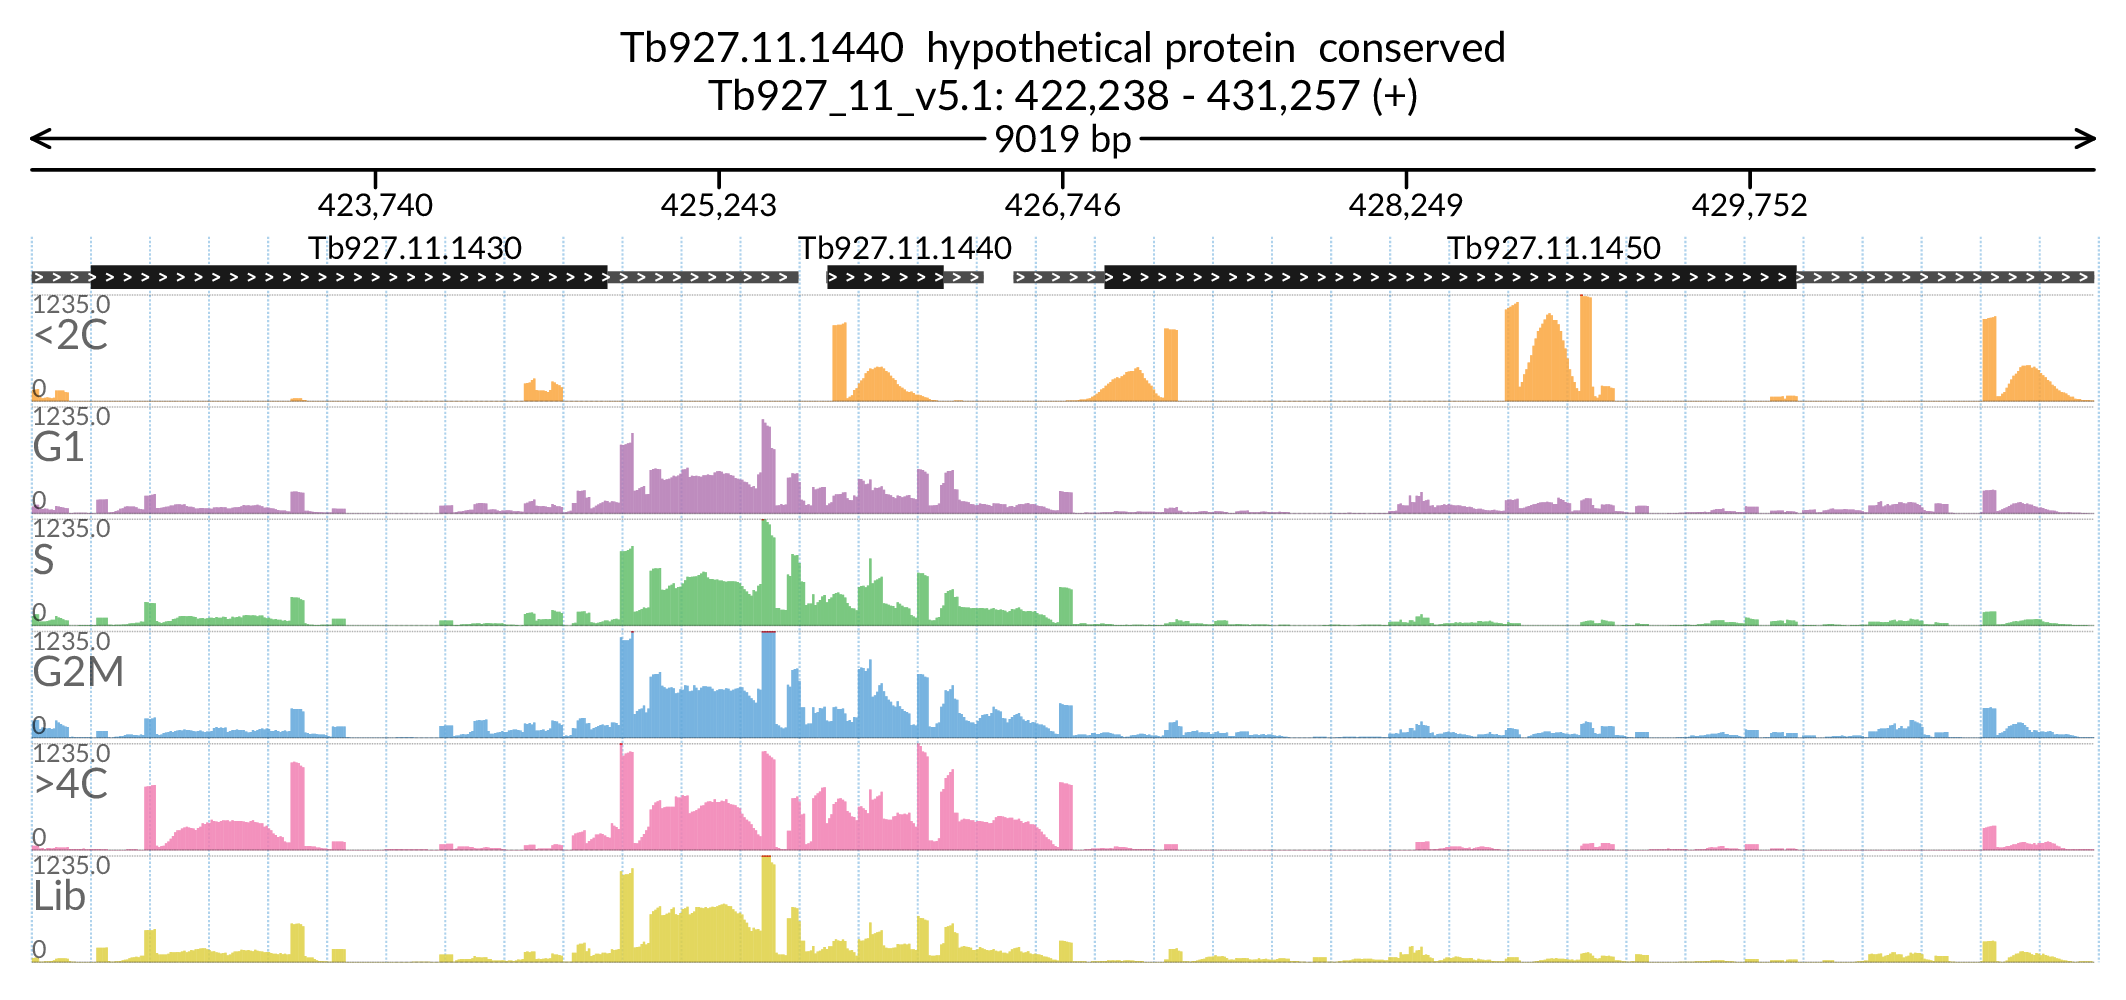 Tb927.11.1440  hypothetical protein  conserved
Tb927_11_v5.1: 422,238 - 431,257 (+)
9019 bp
423,740 425,243 426,746 428,249 429,752
Tb927.11.1430 Tb927.11.1440 Tb927.11.1450
1235.0
<2C
0
1235.0
G1
0
1235.0
S
0
1235.0
G2M
0
1235.0
>4C
0
1235.0
Lib
0